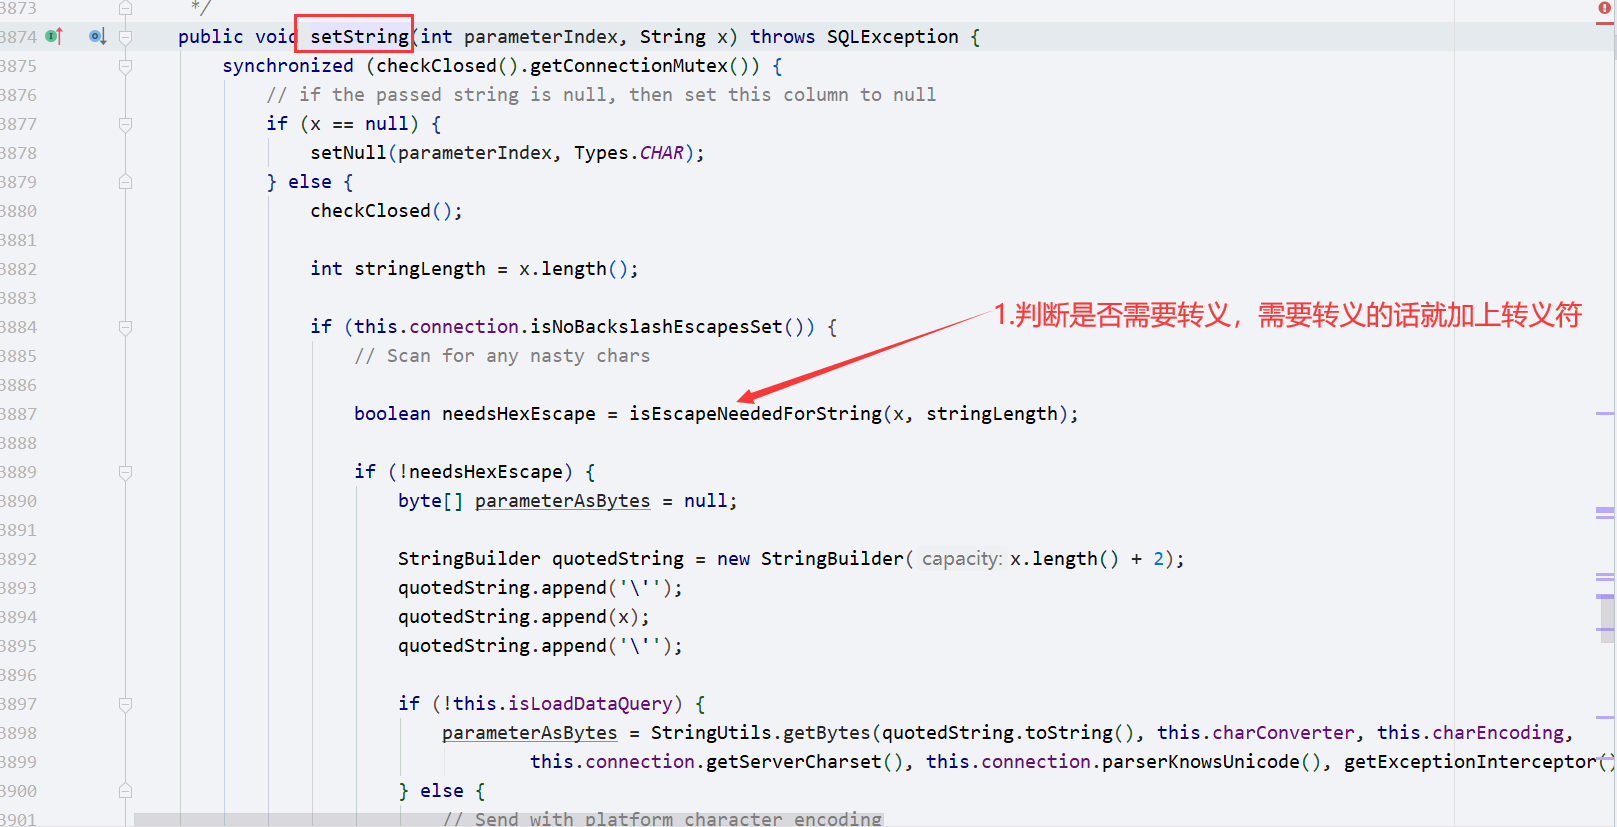 3873 */
3874 public void setString(int parameterIndex, String x) throws SQLException {
3875 synchronized (checkClosed().getConnectionMutex()) {
3876 // if the passed string is null, then set this column to null
3877 if (x == null) {
3878 setNull(parameterIndex, Types.CHAR);
3879 } else {
3880 checkClosed();
3881
3882 int stringLength = x.length();
3883
1.判断是否需要转义，需要转义的话就加上转义符
3884 if (this.connection.isNoBackslashEscapesSet()) {
3885 // Scan for any nasty chars
3886
3887 boolean needsHexEscape = isEscapeNeededForString(x, stringLength);
3888
3889 if (!needsHexEscape) {
3890 byte[] parameterAsBytes = null;
3891
3892 StringBuilder quotedString = new StringBuilder( capacity: x.length() + 2);
3893 quotedString.append('\'');
3894 quotedString.append(x);
3895 quotedString.append('\'');
3896
3897 if (!this.isLoadDataQuery) {
3898 parameterAsBytes = StringUtils.getBytes(quotedString.toString(), this.charConverter, this.charEncoding,
3899 this.connection.getServerCharset(), this.connection.parserKnowsUnicode(), getExceptionInterceptor()
3900 } else {
3901 // Send with platform character encoding